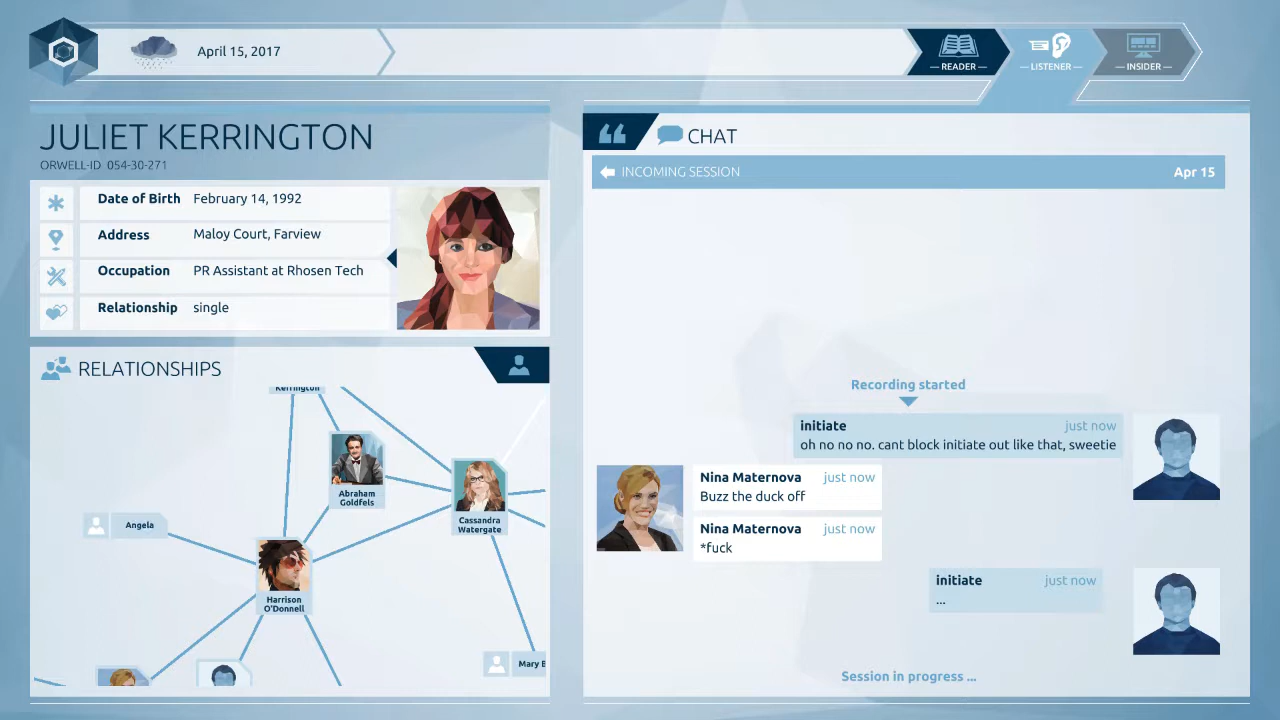 April 15, 2017
— READER —
— LISTENER —
— INSIDER —
JULIET KERRINGTON
ORWELL-ID 054-30-271
Date of Birth February 14, 1992
Address Maloy Court, Farview
Occupation PR Assistant at Rhosen Tech
Relationship single
RELATIONSHIPS
Kerrington
Abraham
Goldfels
Cassandra
Watergate
Angela
Harrison
O'Donnell
Mary E
CHAT
INCOMING SESSION Apr 15
Recording started
initiate just now
oh no no no. cant block initiate out like that, sweetie
Nina Maternova just now
Buzz the duck off
Nina Maternova just now
*fuck
initiate just now
...
Session in progress ...